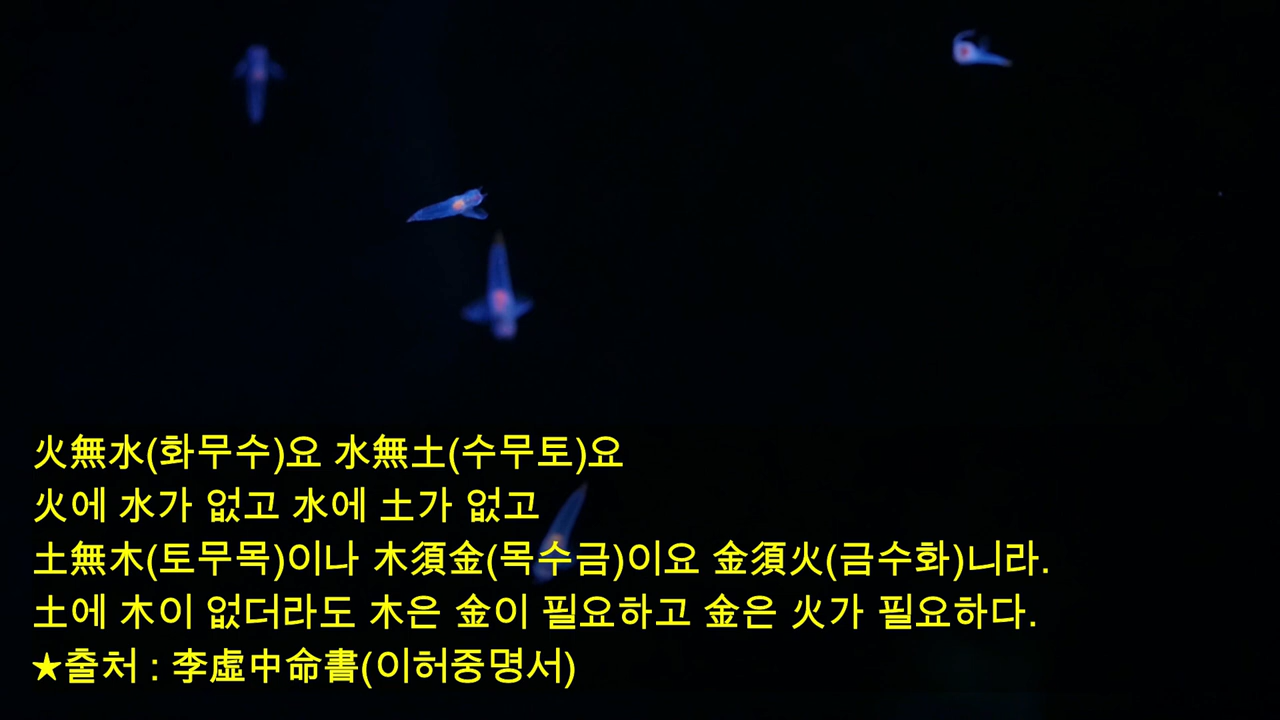 火無水(화무수)요 水無土(수무토)요
火에 水가 없고 水에 土가 없고
土無木(토무목)이나 木須金(목수금)이요 金須火(금수화)니라.
土에 木이 없더라도 木은 金이 필요하고 金은 火가 필요하다.
★출처 : 李虛中命書(이허중명서)